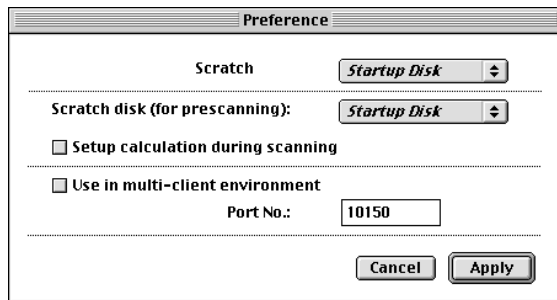 Preference
Scratch Startup Disk
Scratch disk (for prescanning): Startup Disk
Setup calculation during scanning
Use in multi-client environment
Port No.: 10150
Cancel Apply